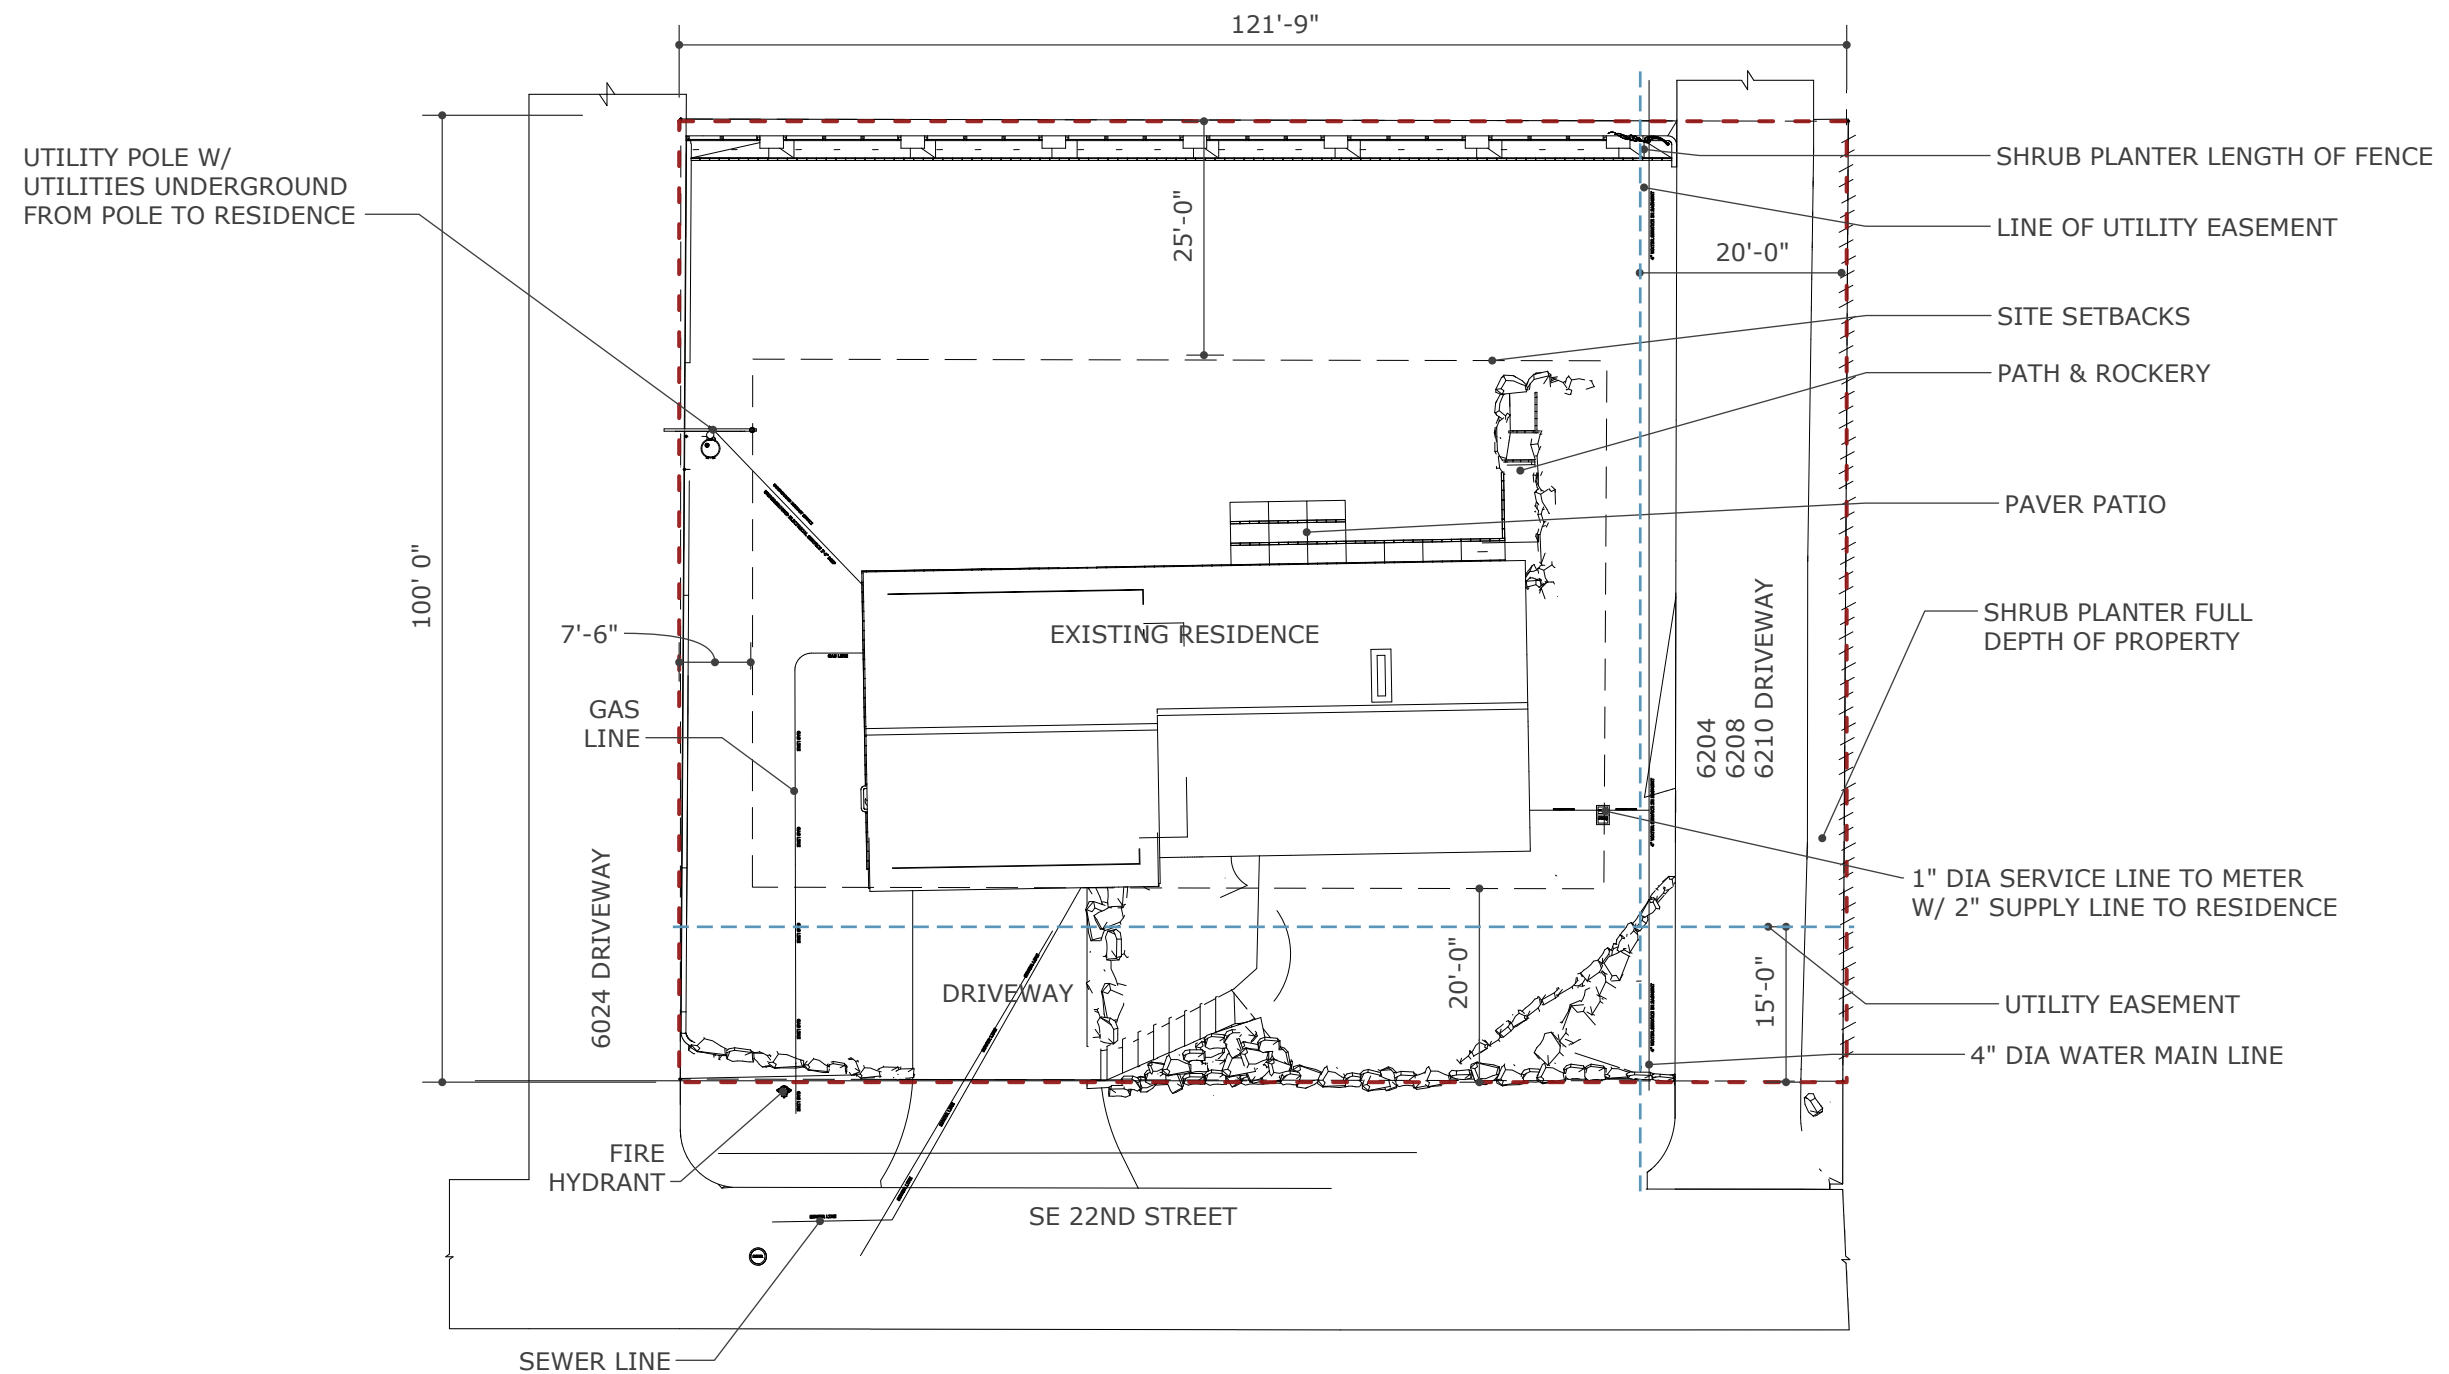 121'-9"
UTILITY POLE W/
UTILITIES UNDERGROUND
FROM POLE TO RESIDENCE
SHRUB PLANTER LENGTH OF FENCE
LINE OF UTILITY EASEMENT
25'-0"
20'-0"
SITE SETBACKS
PATH & ROCKERY
PAVER PATIO
100' 0"
7'-6"
EXISTING RESIDENCE
SHRUB PLANTER FULL
DEPTH OF PROPERTY
GAS
LINE
6204
6208
6210 DRIVEWAY
1" DIA SERVICE LINE TO METER
W/ 2" SUPPLY LINE TO RESIDENCE
6024 DRIVEWAY
DRIVEWAY
20'-0"
15'-0"
UTILITY EASEMENT
4" DIA WATER MAIN LINE
FIRE
HYDRANT
SE 22ND STREET
SEWER LINE